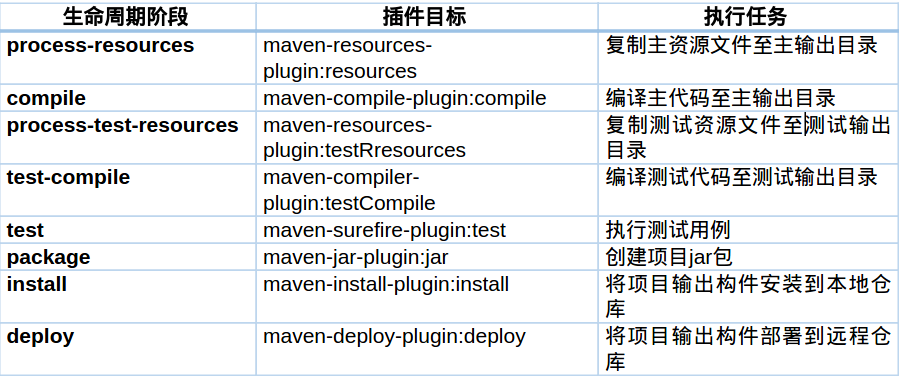 生命周期阶段 插件目标 执行任务
process-resources maven-resources- 复制主资源文件至主输出目录
plugin:resources
compile maven-compile-plugin:compile 编译主代码至主输出目录
process-test-resources maven-resources- 复制测试资源文件至测试输出
plugin:testRresources 目录
test-compile maven-compiler- 编译测试代码至测试输出目录
plugin:testCompile
test maven-surefire-plugin:test 执行测试用例
package maven-jar-plugin:jar 创建项目jar包
install maven-install-plugin:install 将项目输出构件安装到本地仓
库
deploy maven-deploy-plugin:deploy 将项目输出构件部署到远程仓
库